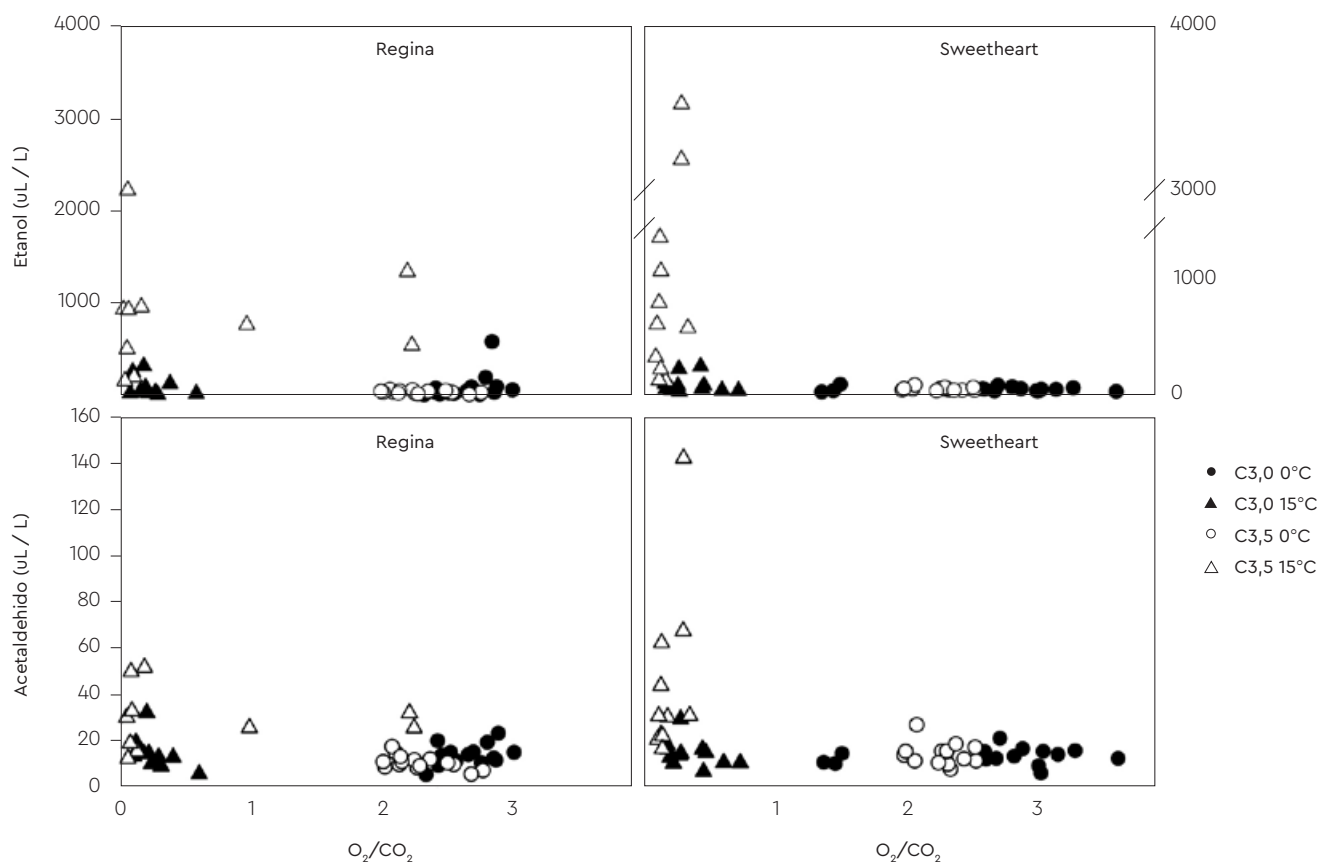 4000
3000
2000
1000
Etanol (uL / L)
Regina
Sweetheart
4000
3000
1000
0
160
140
120
100
80
60
40
20
0
Acetaldehido (uL / L)
Regina
Sweetheart
C3,0 0°C
C3,0 15°C
C3,5 0°C
C3,5 15°C
0 1 2 3
1 2 3
O₂/CO₂
O₂/CO₂